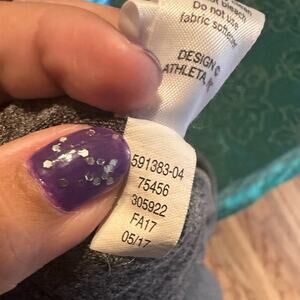 Do not use
fabric softener
DESIGN ©
ATHLETA,
591383-04
75456
305922
FA17
05/17